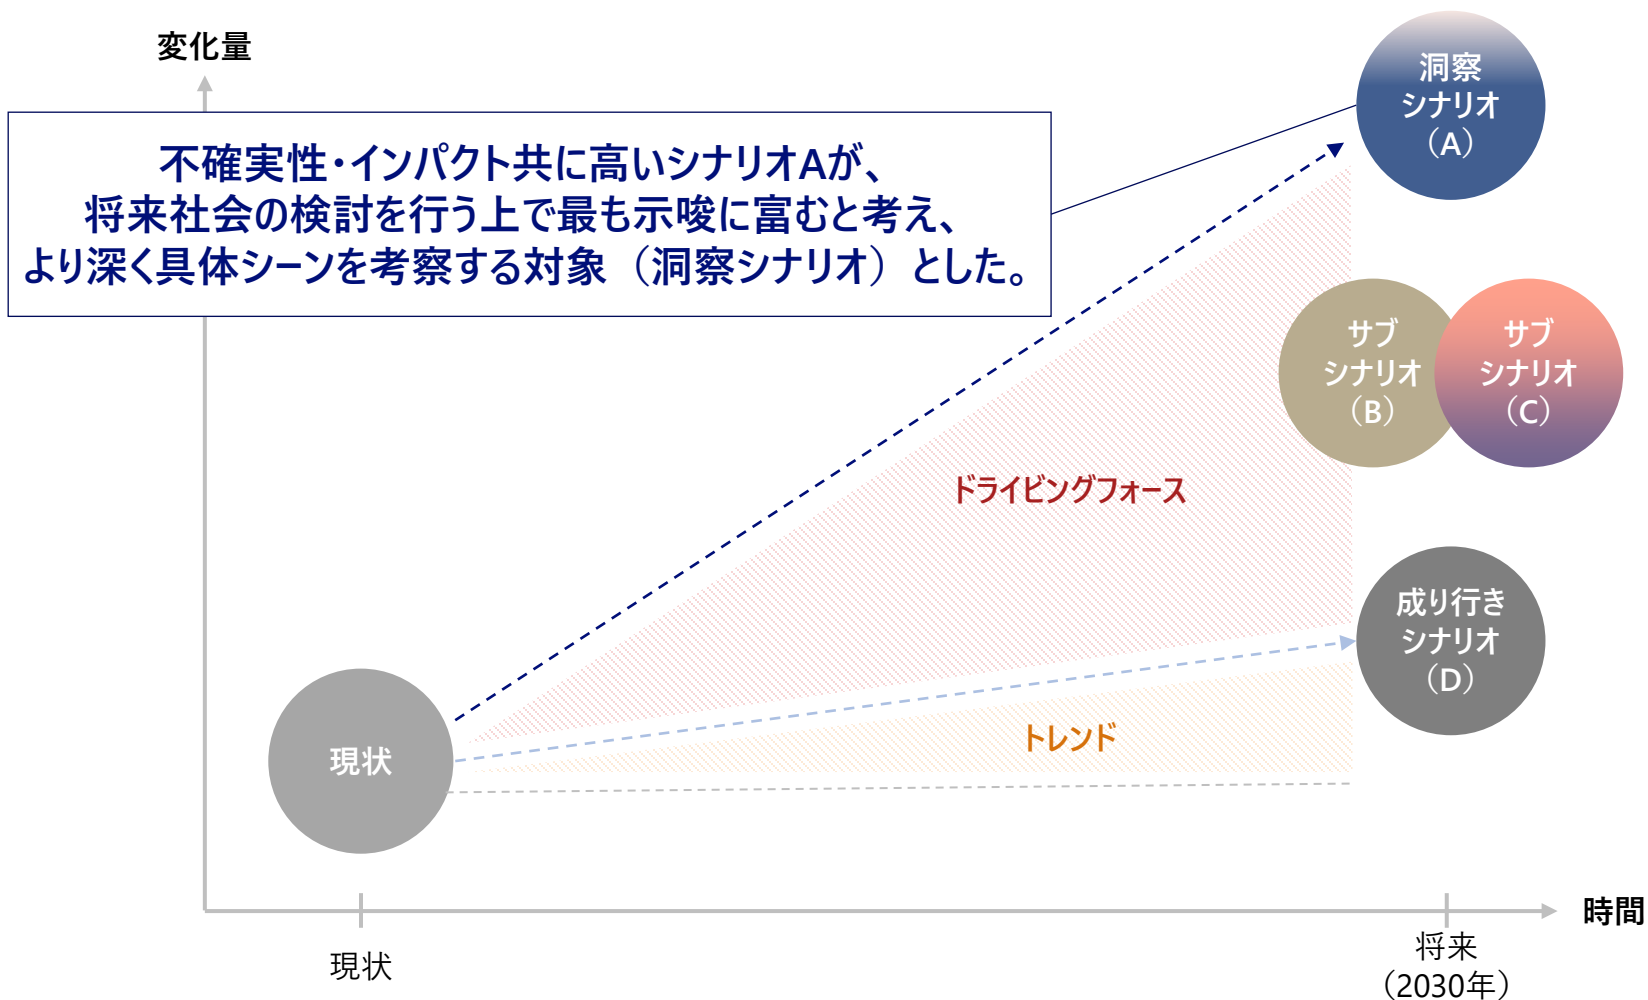 変化量
不確実性・インパクト共に高いシナリオAが、
将来社会の検討を行う上で最も示唆に富むと考え、
より深く具体シーンを考察する対象（洞察シナリオ）とした。
洞察
シナリオ
（A）
サブ
シナリオ
（B）
サブ
シナリオ
（C）
ドライビングフォース
成り行き
シナリオ
（D）
トレンド
現状
時間
現状
将来
（2030年）